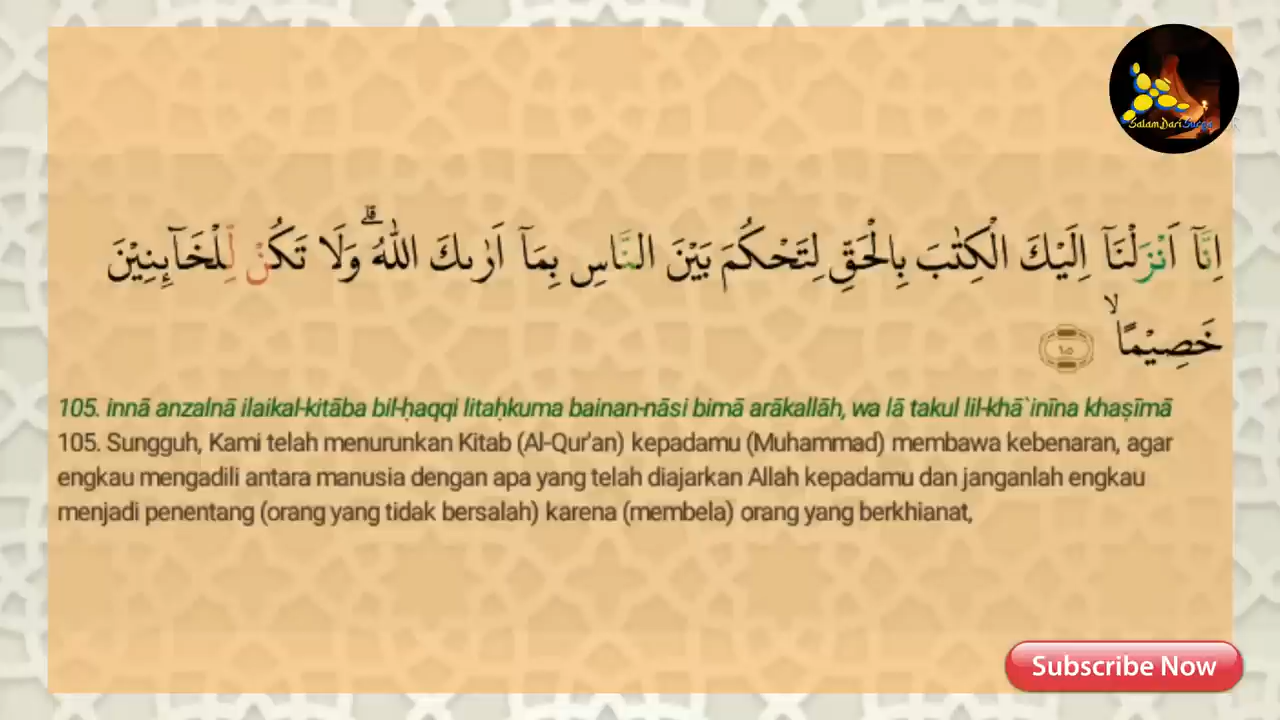 SalamDariSurga
اِنَّآ اَنْزَلْنَآ اِلَيْكَ الْكِتٰبَ بِالْحَقِّ لِتَحْكُمَ بَيْنَ النَّاسِ بِمَآ اَرٰىكَ اللّٰهُ ۗوَلَا تَكُنْ لِّلْخَاۤىِٕنِيْنَ
خَصِيْمًا ۙ
105. innā anzalnā ilaikal-kitāba bil-ḥaqqi litaḥkuma bainan-nāsi bimā arākallāh, wa lā takul lil-khā`inīna khaṣīmā
105. Sungguh, Kami telah menurunkan Kitab (Al-Qur'an) kepadamu (Muhammad) membawa kebenaran, agar
engkau mengadili antara manusia dengan apa yang telah diajarkan Allah kepadamu dan janganlah engkau
menjadi penentang (orang yang tidak bersalah) karena (membela) orang yang berkhianat,
Subscribe Now